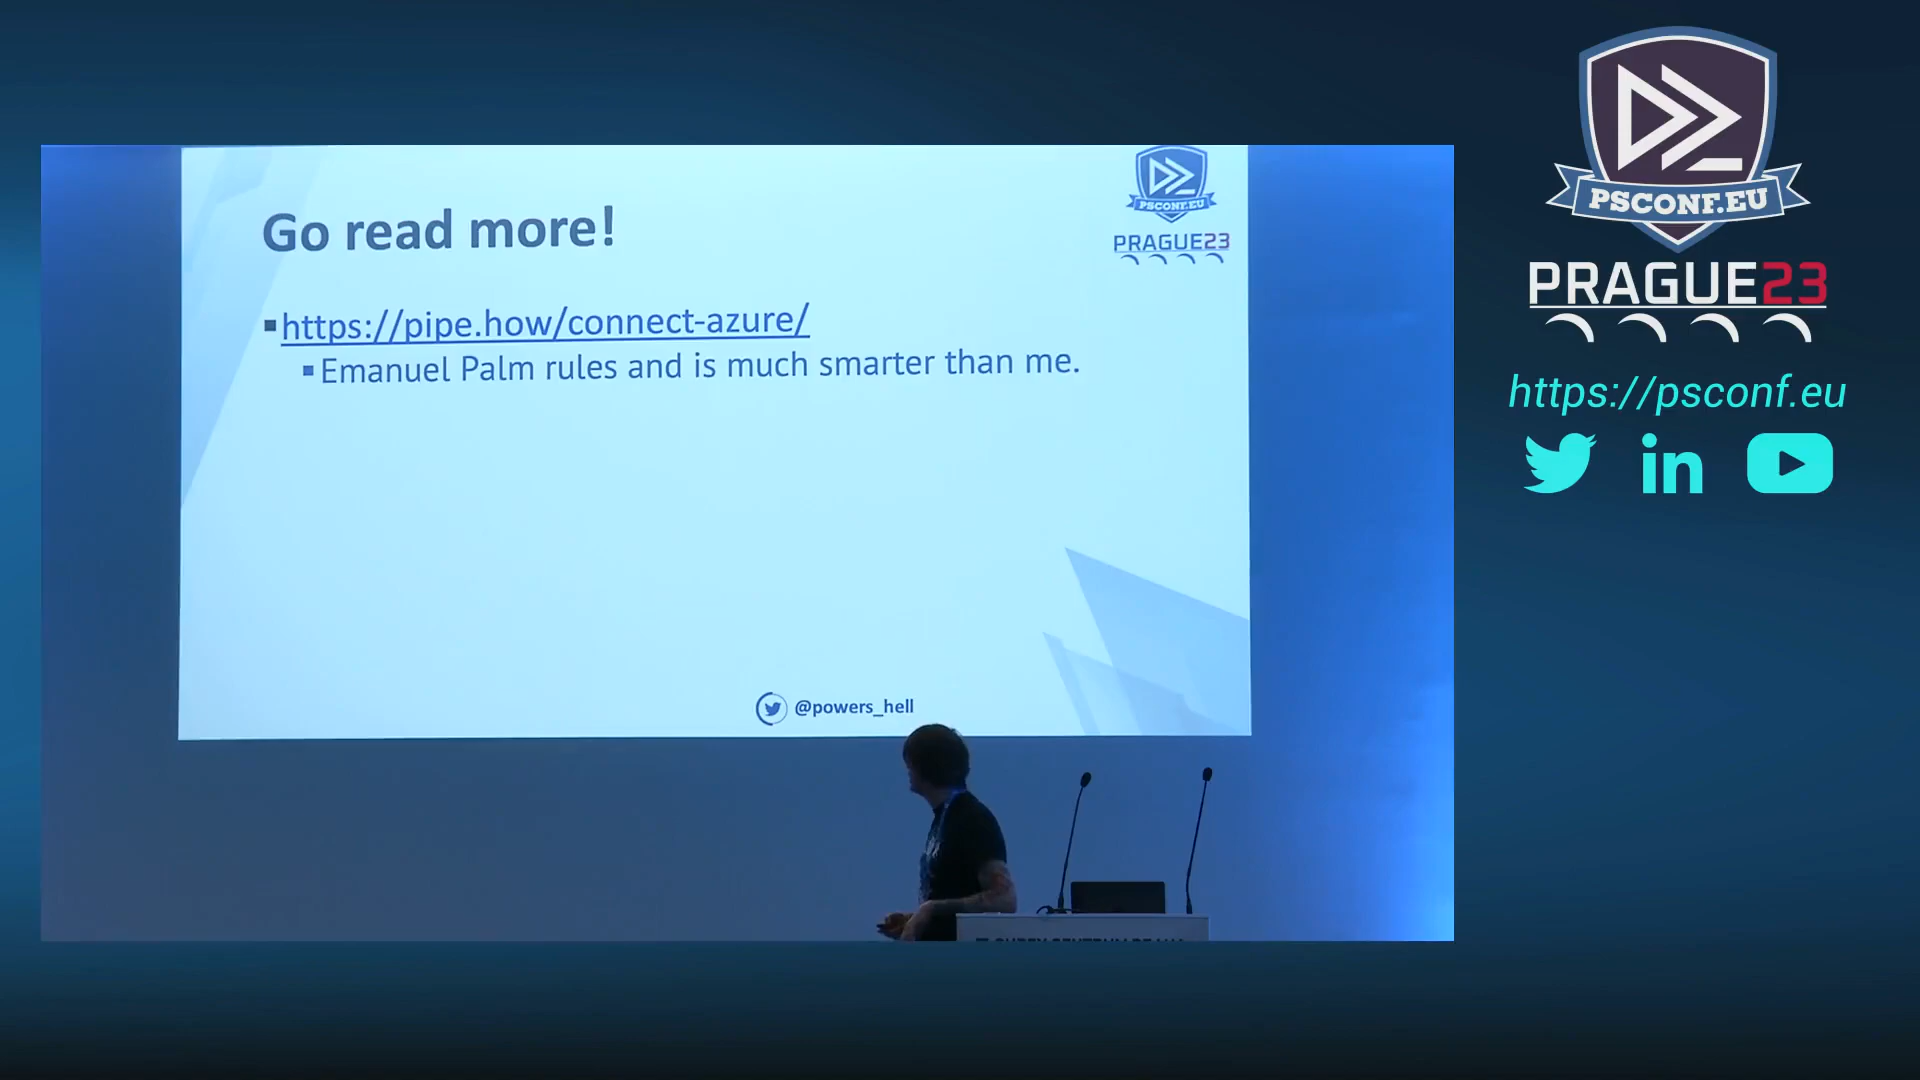 Go read more!
https://pipe.how/connect-azure/
Emanuel Palm rules and is much smarter than me.
@powers_hell
PSCONF.EU
PRAGUE23
PSCONF.EU
PRAGUE23
https://psconf.eu
in